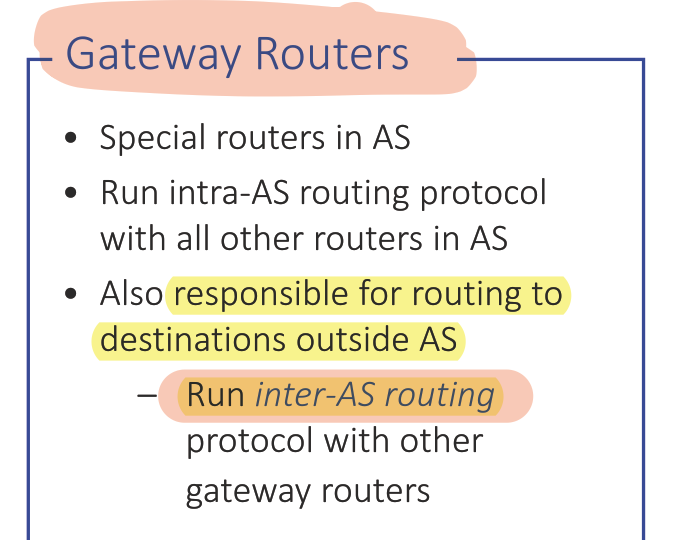 Gateway Routers
• Special routers in AS
• Run intra-AS routing protocol
with all other routers in AS
• Also responsible for routing to
destinations outside AS
– Run inter-AS routing
protocol with other
gateway routers